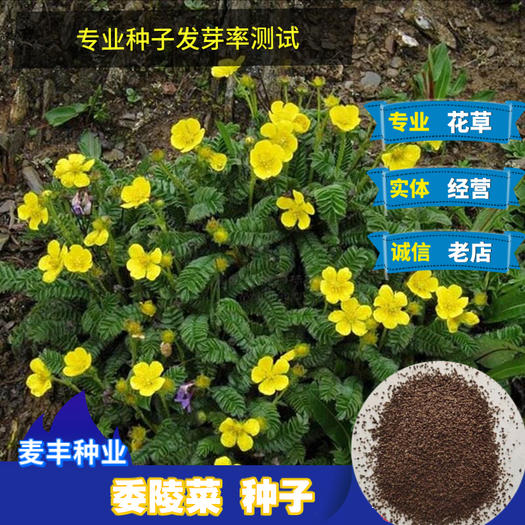 专业种子发芽率测试
专业 花草
实体 经营
诚信 老店
麦丰种业
委陵菜 种子